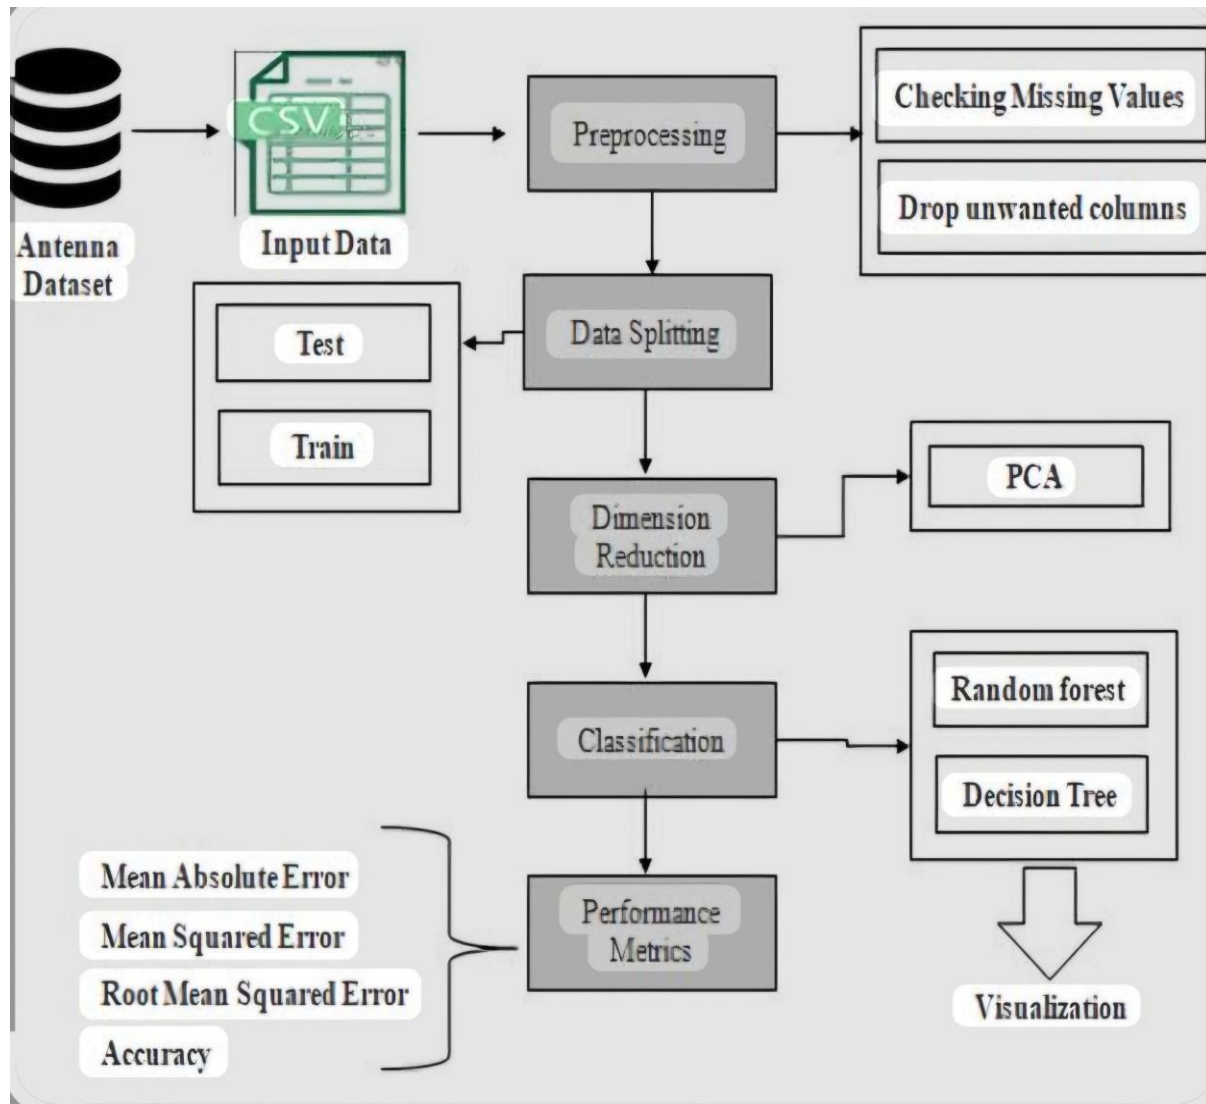 Antenna
Dataset
CSV
Input Data
Preprocessing
Checking Missing Values
Drop unwanted columns
Data Splitting
Test
Train
Dimension
Reduction
PCA
Classification
Random forest
Decision Tree
Visualization
Performance
Metrics
Mean Absolute Error
Mean Squared Error
Root Mean Squared Error
Accuracy